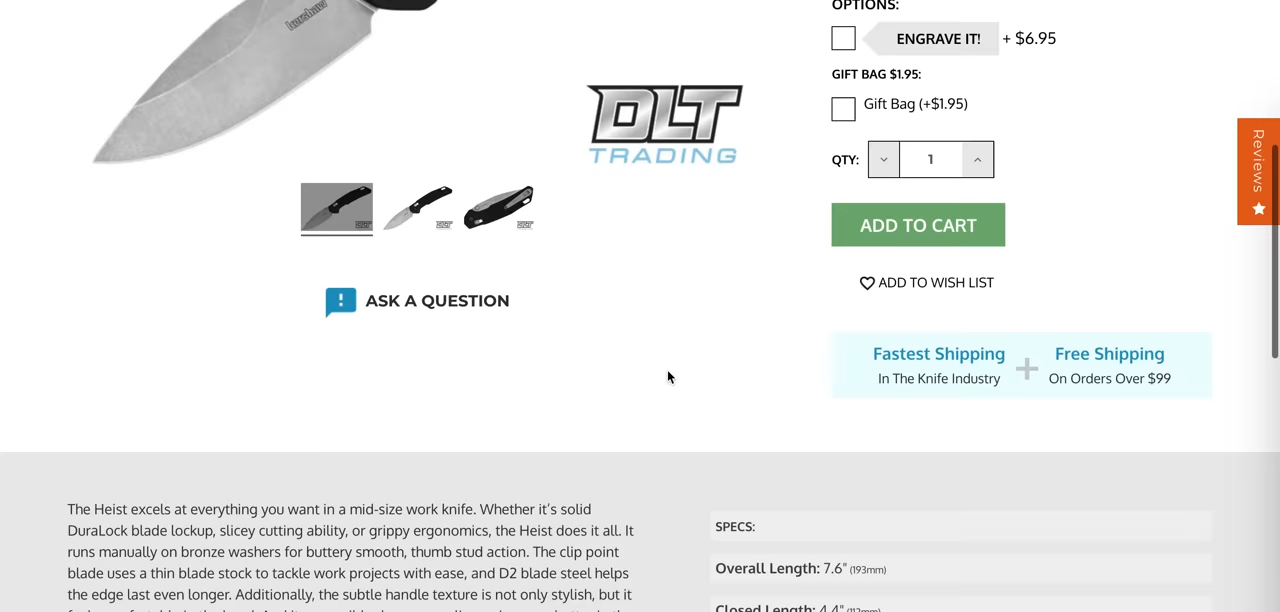 kershaw
OPTIONS:
ENGRAVE IT! + $6.95
GIFT BAG $1.95:
Gift Bag (+$1.95)
QTY: 1
ADD TO CART
ADD TO WISH LIST
Fastest Shipping
In The Knife Industry
+
Free Shipping
On Orders Over $99
Reviews
DLT
TRADING
! ASK A QUESTION
The Heist excels at everything you want in a mid-size work knife. Whether it’s solid
DuraLock blade lockup, slicey cutting ability, or grippy ergonomics, the Heist does it all. It
runs manually on bronze washers for buttery smooth, thumb stud action. The clip point
blade uses a thin blade stock to tackle work projects with ease, and D2 blade steel helps
the edge last even longer. Additionally, the subtle handle texture is not only stylish, but it
SPECS:
Overall Length: 7.6" (193mm)
Closed Length: 4.4" (112mm)